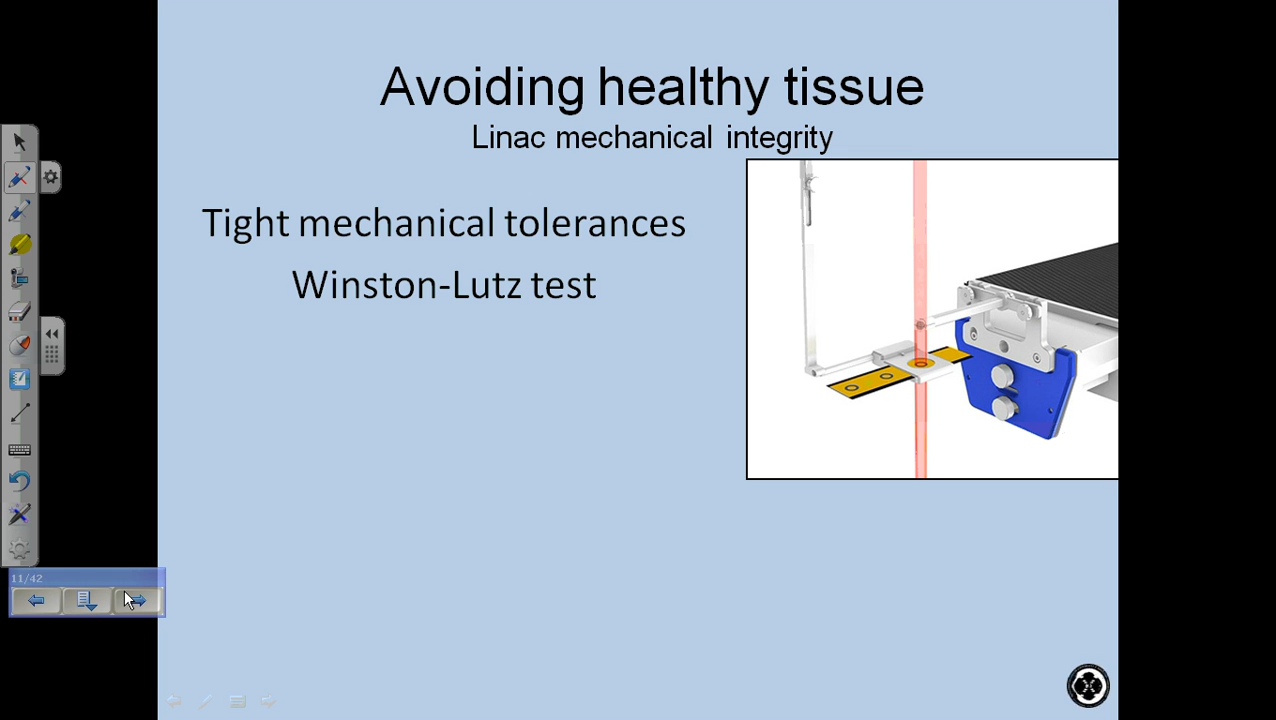 Avoiding healthy tissue
Linac mechanical integrity
Tight mechanical tolerances
Winston-Lutz test
11/42